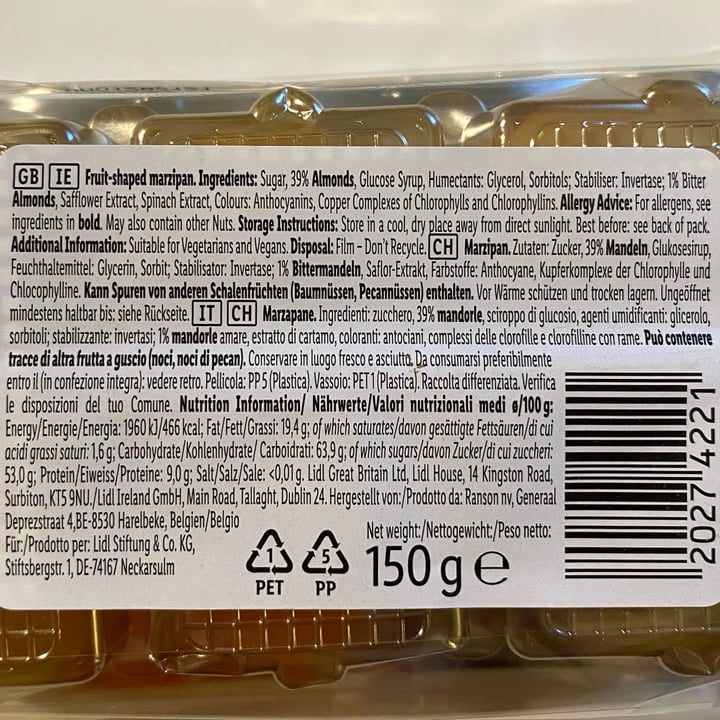 GB IE Fruit-shaped marzipan. Ingredients: Sugar, 39% Almonds, Glucose Syrup, Humectants: Glycerol, Sorbitols; Stabiliser: Invertase; 1% Bitter
Almonds, Safflower Extract, Spinach Extract, Colours: Anthocyanins, Copper Complexes of Chlorophylls and Chlorophyllins. Allergy Advice: For allergens, see
ingredients in bold. May also contain other Nuts. Storage Instructions: Store in a cool, dry place away from direct sunlight. Best before: see back of pack.
Additional Information: Suitable for Vegetarians and Vegans. Disposal: Film – Don't Recycle. CH Marzipan. Zutaten: Zucker, 39% Mandeln, Glukosesirup,
Feuchthaltemittel: Glycerin, Sorbit; Stabilisator: Invertase; 1% Bittermandeln, Saflor-Extrakt, Farbstoffe: Anthocyane, Kupferkomplexe der Chlorophylle und
Chlocophylline. Kann Spuren von anderen Schalenfrüchten (Baumnüssen, Pecannüssen) enthalten. Vor Wärme schützen und trocken lagern. Ungeöffnet
mindestens haltbar bis: siehe Rückseite. IT CH Marzapane. Ingredienti: zucchero, 39% mandorle, sciroppo di glucosio, agenti umidificanti: glicerolo,
sorbitoli; stabilizzante: invertasi; 1% mandorle amare, estratto di cartamo, coloranti: antociani, complessi delle clorofille e clorofilline con rame. Può contenere
tracce di altra frutta a guscio (noci, noci di pecan). Conservare in luogo fresco e asciutto. Da consumarsi preferibilmente
entro il (in confezione integra): vedere retro. Pellicola: PP 5 (Plastica). Vassoio: PET 1 (Plastica). Raccolta differenziata. Verifica
le disposizioni del tuo Comune. Nutrition Information/ Nährwerte/Valori nutrizionali medi ø/100 g:
Energy/Energie/Energia: 1960 kJ/466 kcal; Fat/Fett/Grassi: 19,4 g; of which saturates/davon gesättigte Fettsäuren/di cui
acidi grassi saturi: 1,6 g; Carbohydrate/Kohlenhydrate/ Carboidrati: 63,9 g; of which sugars/davon Zucker/di cui zuccheri:
53,0 g; Protein/Eiweiss/Proteine: 9,0 g; Salt/Salz/Sale: <0,01 g. Lidl Great Britain Ltd, Lidl House, 14 Kingston Road,
Surbiton, KT5 9NU./Lidl Ireland GmbH, Main Road, Tallaght, Dublin 24. Hergestellt von:/Prodotto da: Ranson nv, Generaal
Deprezstraat 4,BE-8530 Harelbeke, Belgien/Belgio
Für:/Prodotto per: Lidl Stiftung & Co. KG,
Stiftsbergstr. 1, DE-74167 Neckarsulm
1
PET
5
PP
Net weight:/Nettogewicht:/Peso netto:
150 g e
2027 4221